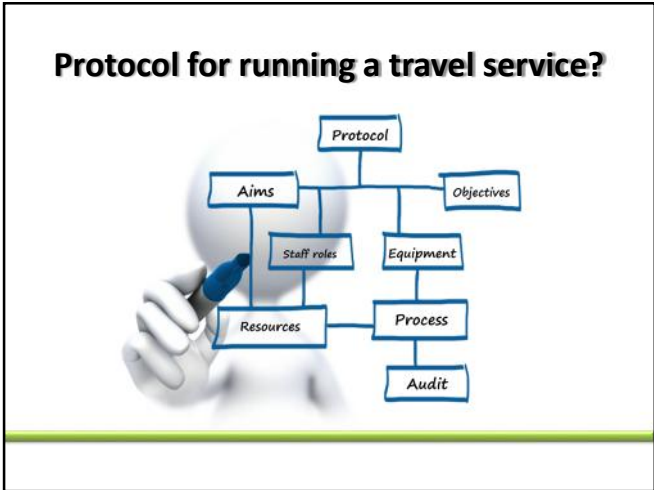 Protocol for running a travel service?
Protocol
Aims
Objectives
Staff roles
Equipment
Resources
Process
Audit